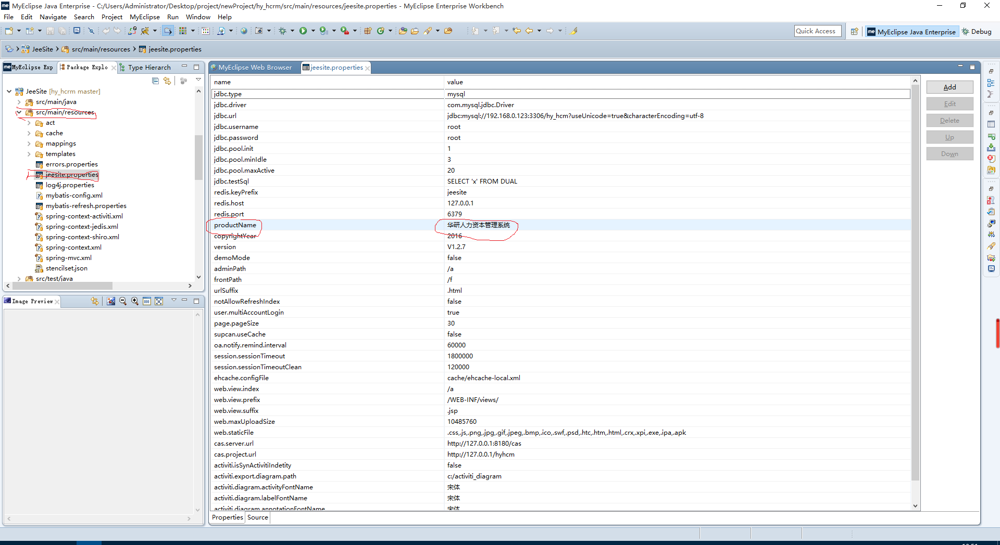 MyEclipse Java Enterprise - C:/Users/Administrator/Desktop/project/newProject/hy_hcrm/src/main/resources/jeesite.properties - MyEclipse Enterprise Workbench
File Edit Navigate Search Project MyEclipse Run Window Help
Quick Access
MyEclipse Java Enterprise
Debug
JeeSite src/main/resources jeesite.properties
MyEclipse Exp Package Explo Type Hierarch
JeeSite [hy_hcrm master]
src/main/java
src/main/resources
act
cache
mappings
templates
errors.properties
jeesite.properties
log4j.properties
mybatis-config.xml
mybatis-refresh.properties
spring-context-activiti.xml
spring-context-jedis.xml
spring-context-shiro.xml
spring-context.xml
spring-mvc.xml
stencilset.json
src/test/java
Image Preview
MyEclipse Web Browser jeesite.properties
name value
jdbc.type mysql
jdbc.driver com.mysql.jdbc.Driver
jdbc.url jdbc:mysql://192.168.0.123:3306/hy_hcm?useUnicode=true&characterEncoding=utf-8
jdbc.username root
jdbc.password root
jdbc.pool.init 1
jdbc.pool.minIdle 3
jdbc.pool.maxActive 20
jdbc.testSql SELECT 'x' FROM DUAL
redis.keyPrefix jeesite
redis.host 127.0.0.1
redis.port 6379
productName 华研人力资本管理系统
copyrightYear 2016
version V1.2.7
demoMode false
adminPath /a
frontPath /f
urlSuffix .html
notAllowRefreshIndex false
user.multiAccountLogin true
page.pageSize 30
supcan.useCache false
oa.notify.remind.interval 60000
session.sessionTimeout 1800000
session.sessionTimeoutClean 120000
ehcache.configFile cache/ehcache-local.xml
web.view.index /a
web.view.prefix /WEB-INF/views/
web.view.suffix .jsp
web.maxUploadSize 10485760
web.staticFile .css,.js,.png,.jpg,.gif,.jpeg,.bmp,.ico,.swf,.psd,.htc,.htm,.html,.crx,.xpi,.exe,.ipa,.apk
cas.server.url http://127.0.0.1:8180/cas
cas.project.url http://127.0.0.1/hyhcm
activiti.isSynActivitiIndetity false
activiti.export.diagram.path c:/activiti_diagram
activiti.diagram.activityFontName 宋体
activiti.diagram.labelFontName 宋体
activiti.diagram.annotationFontName 宋体
Add
Edit
Delete
Up
Down
Properties Source